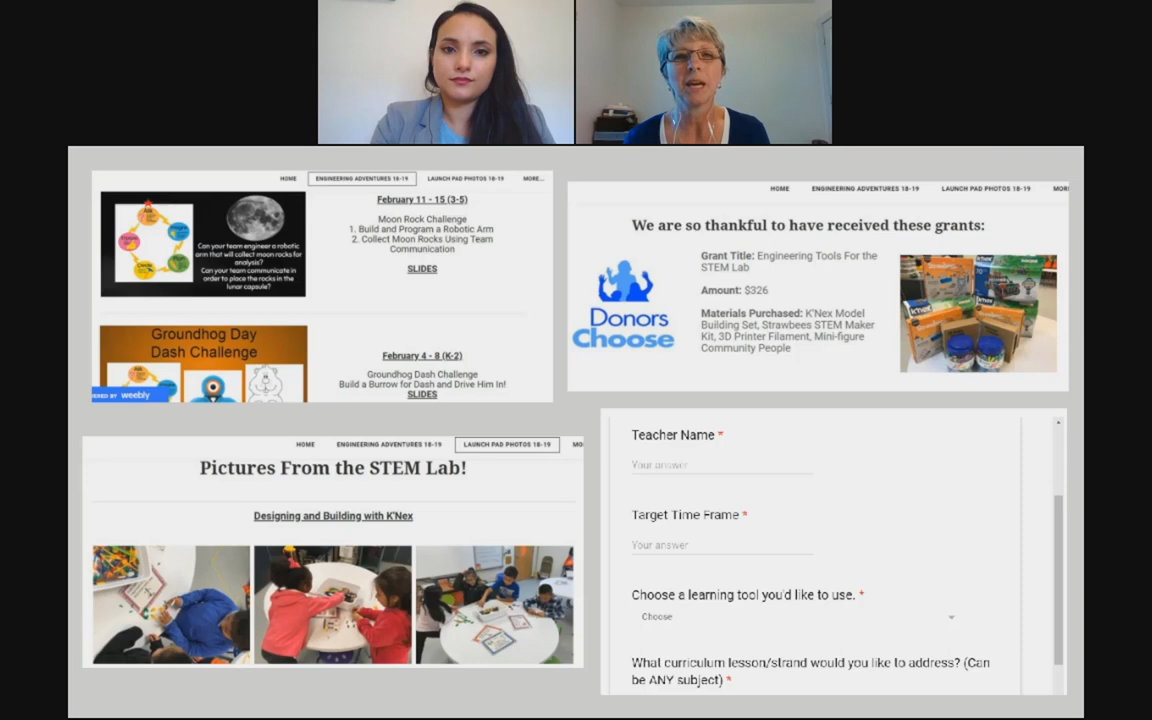 HOME ENGINEERING ADVENTURES 18-19 LAUNCH PAD PHOTOS 18-19 MORE...
Ask
Can your team engineer a robotic
arm that will collect moon rocks for
analysis?
Can your team communicate in
order to place the rocks in the
lunar capsule?
February 11 - 15 (3-5)
Moon Rock Challenge
1. Build and Program a Robotic Arm
2. Collect Moon Rocks Using Team
Communication
SLIDES
Groundhog Day
Dash Challenge
ERED BY weebly
February 4 - 8 (K-2)
Groundhog Dash Challenge
Build a Burrow for Dash and Drive Him In!
SLIDES
HOME ENGINEERING ADVENTURES 18-19 LAUNCH PAD PHOTOS 18-19 MOR
We are so thankful to have received these grants:
Donors
Choose
Grant Title: Engineering Tools For the
STEM Lab
Amount: $326
Materials Purchased: K'Nex Model
Building Set, Strawbees STEM Maker
Kit, 3D Printer Filament, Mini-figure
Community People
HOME ENGINEERING ADVENTURES 18-19 LAUNCH PAD PHOTOS 18-19 MO
Pictures From the STEM Lab!
Designing and Building with K'Nex
Teacher Name *
Your answer
Target Time Frame *
Your answer
Choose a learning tool you'd like to use. *
Choose
What curriculum lesson/strand would you like to address? (Can
be ANY subject) *